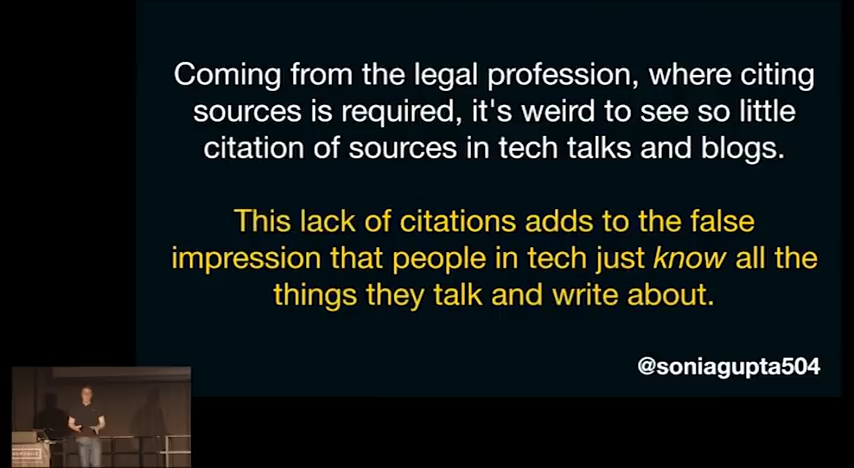 Coming from the legal profession, where citing
sources is required, it's weird to see so little
citation of sources in tech talks and blogs.
This lack of citations adds to the false
impression that people in tech just know all the
things they talk and write about.
@soniagupta504